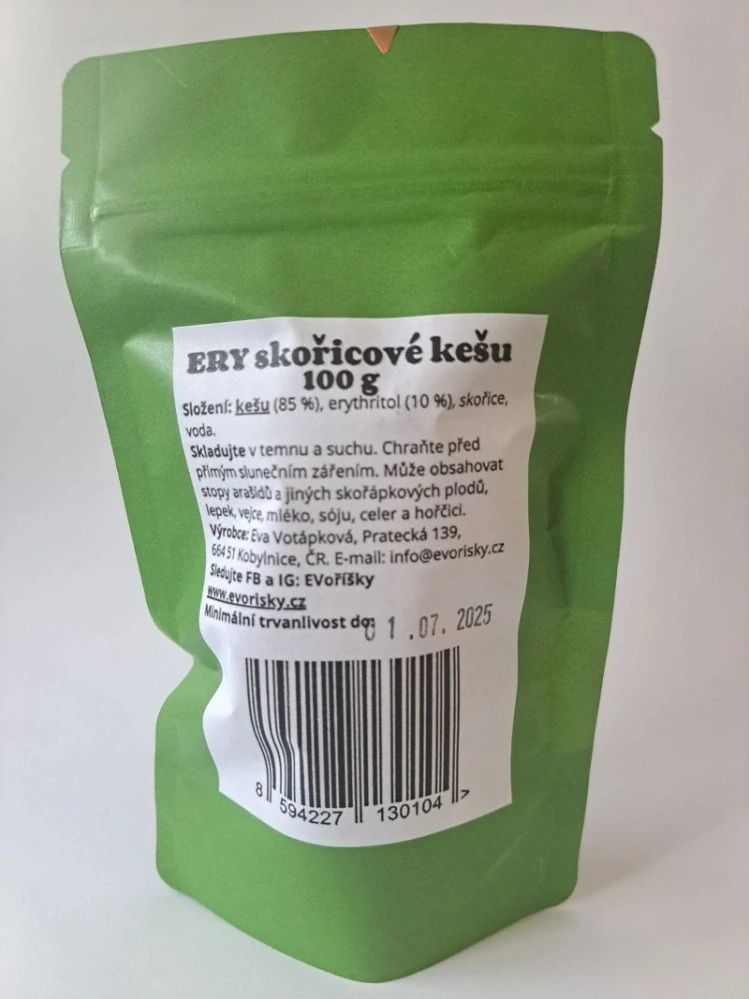 ERY skořicové kešu
100 g
Složení: kešu (85 %), erythritol (10 %), skořice,
voda.
Skladujte v temnu a suchu. Chraňte před
přímým slunečním zářením. Může obsahovat
stopy arašídů a jiných skořápkových plodů,
lepek, vejce, mléko, sóju, celer a hořčici.
Výrobce: Eva Votápková, Pratecká 139,
664 51 Kobylnice, ČR. E-mail: info@evorisky.cz
Sledujte FB a IG: EVoříšky
www.evorisky.cz
Minimální trvanlivost do: 01.07.2025
8 594227 130104 >